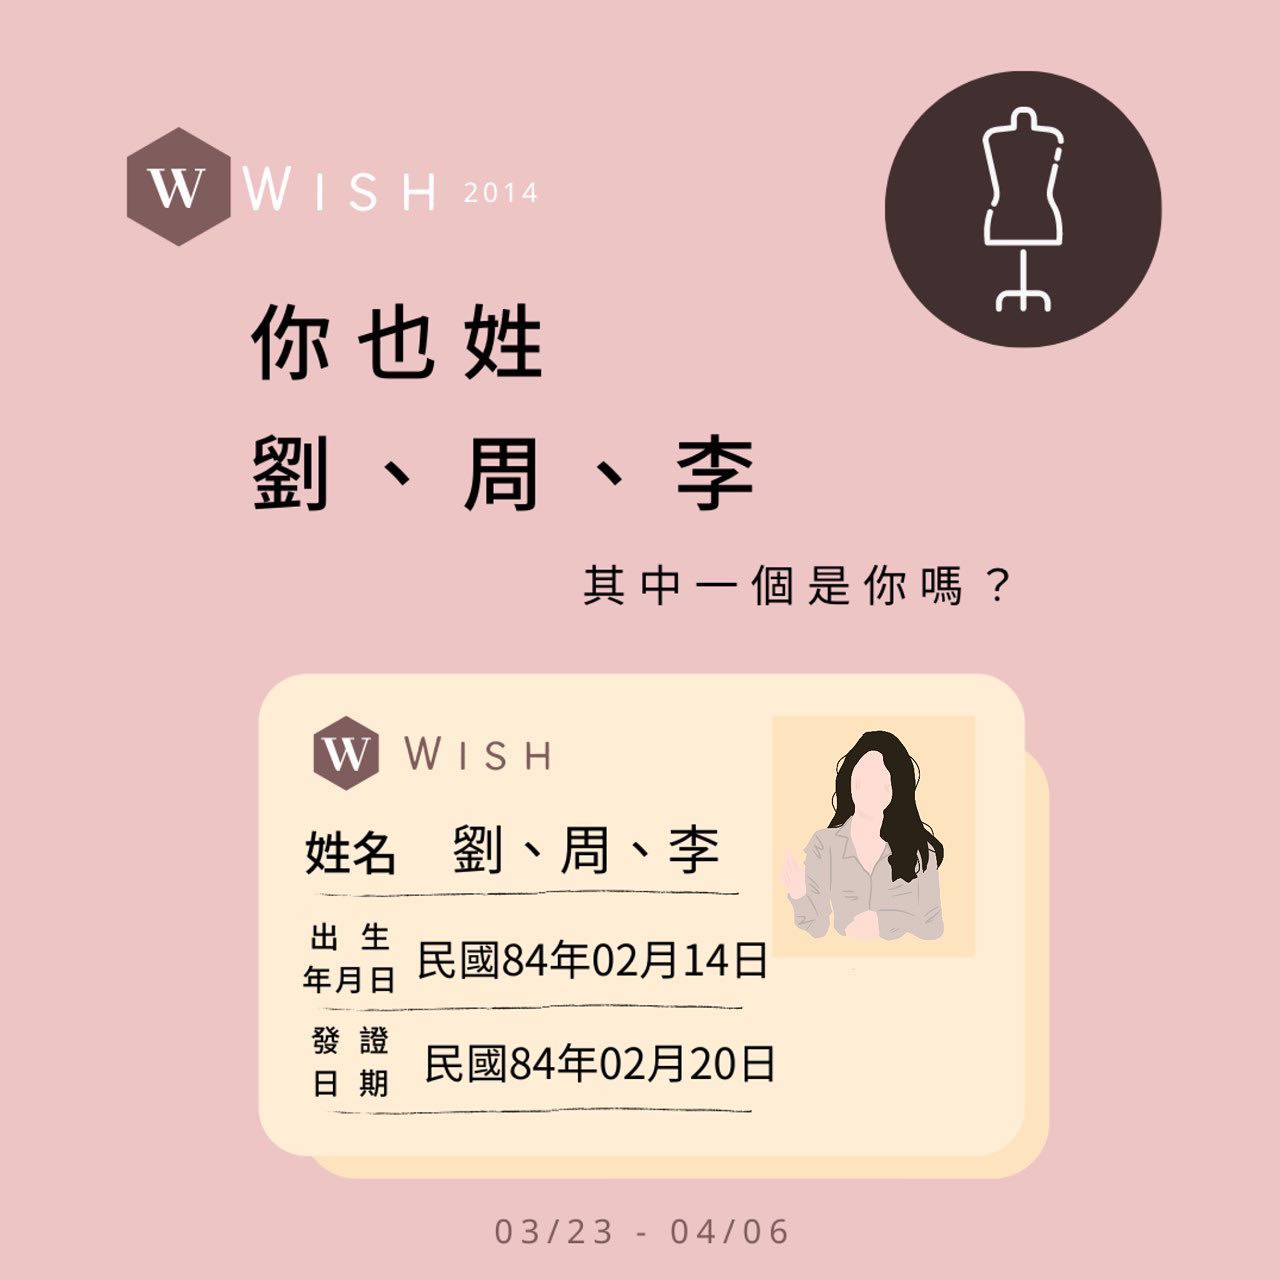 W WISH 2014
你也姓
劉、周、李
其中一個是你嗎？
W WISH
姓名 劉、周、李
出生
年月日 民國84年02月14日
發證
日期 民國84年02月20日
03/23 - 04/06